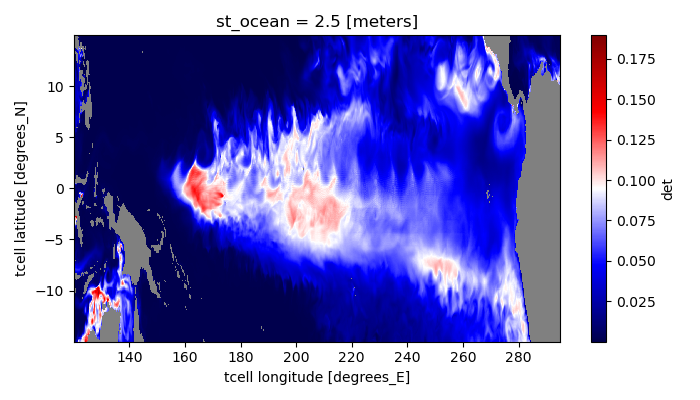 st_ocean = 2.5 [meters]
10
5
0
−5
−10
tcell latitude [degrees_N]
140 160 180 200 220 240 260 280
tcell longitude [degrees_E]
0.175
0.150
0.125
0.100
0.075
0.050
0.025
det